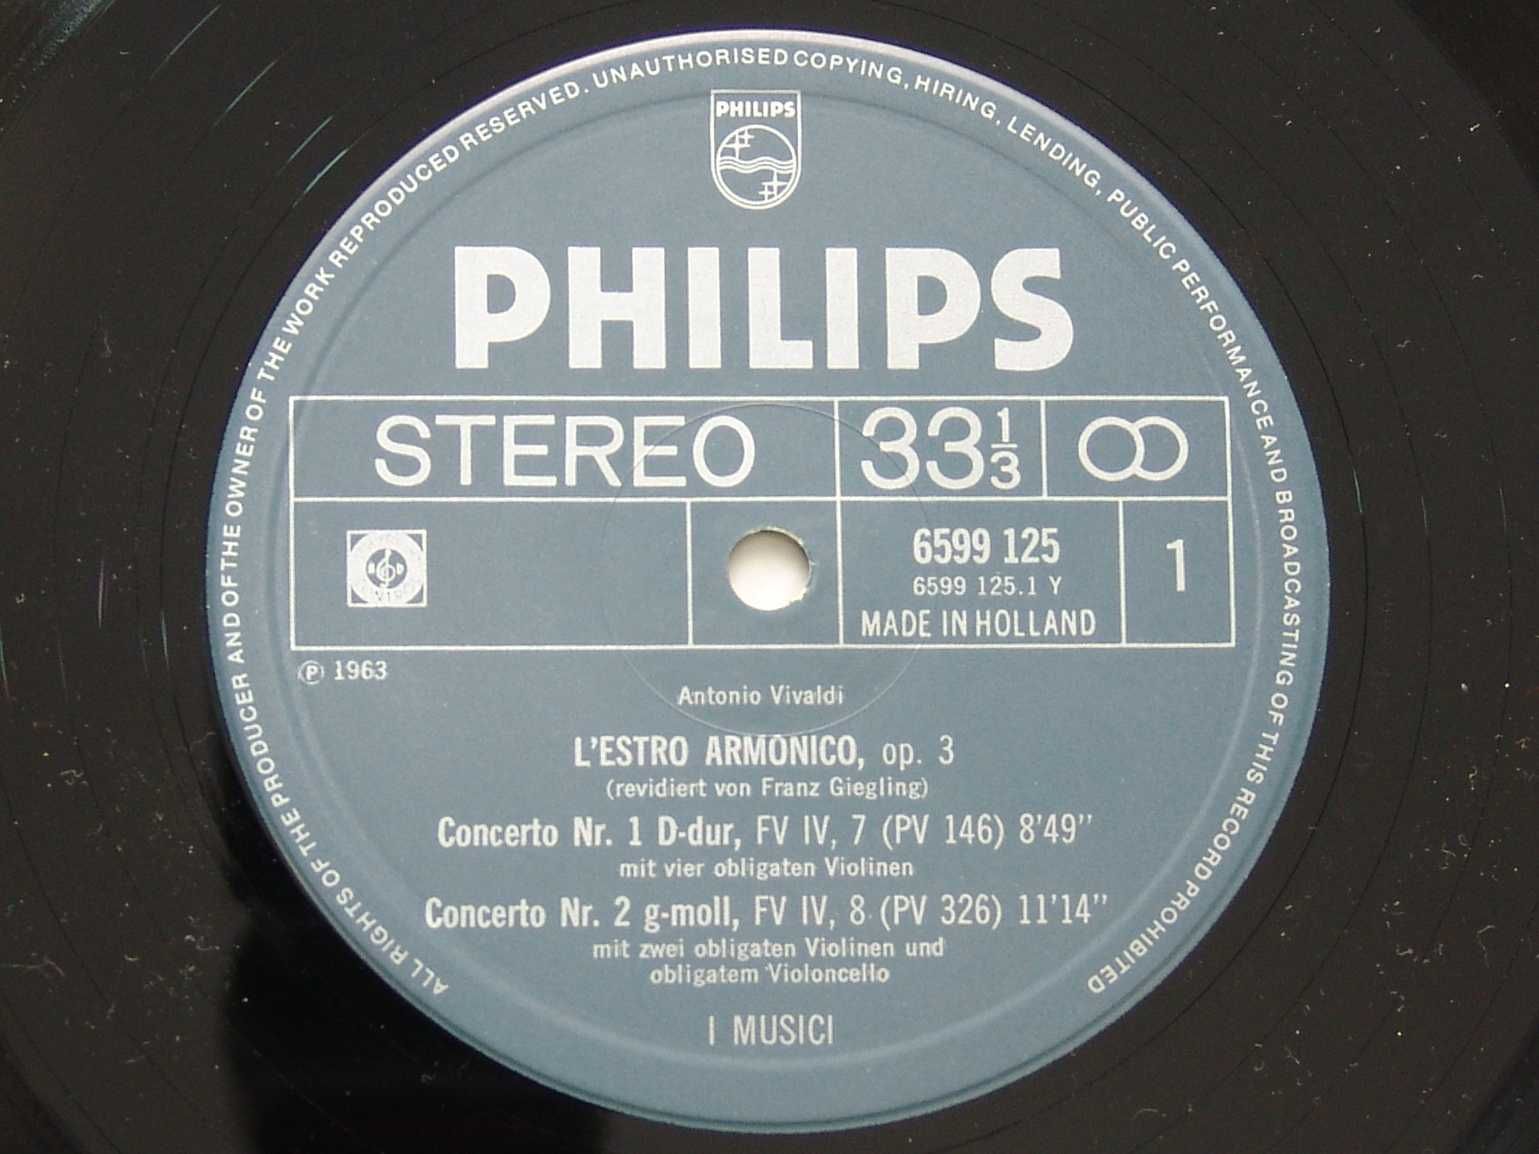 ALL RIGHTS OF THE PRODUCER AND OF THE OWNER OF THE WORK REPRODUCED RESERVED. UNAUTHORISED COPYING, HIRING, LENDING, PUBLIC PERFORMANCE AND BROADCASTING OF THIS RECORD PROHIBITED
PHILIPS
PHILIPS
STEREO 33 1/3
6599 125
6599 125.1 Y
MADE IN HOLLAND
1
Ⓟ 1963
Antonio Vivaldi
L'ESTRO ARMONICO, op. 3
(revidiert von Franz Giegling)
Concerto Nr. 1 D-dur, FV IV, 7 (PV 146) 8'49"
mit vier obligaten Violinen
Concerto Nr. 2 g-moll, FV IV, 8 (PV 326) 11'14"
mit zwei obligaten Violinen und
obligatem Violoncello
I MUSICI